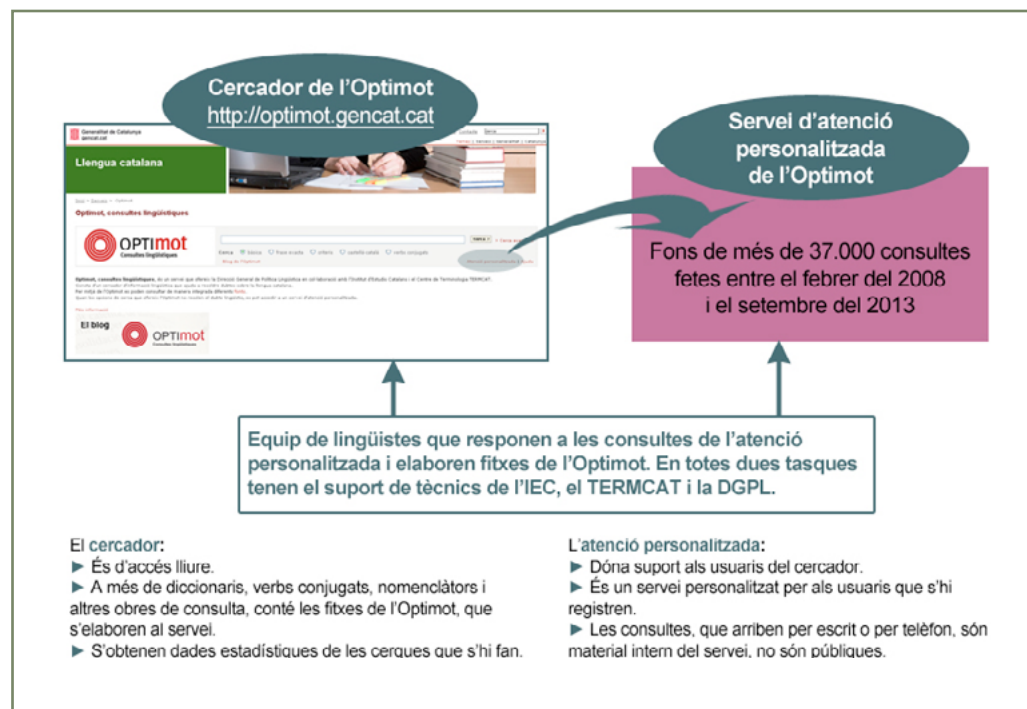 Cercador de l'Optimot
http://optimot.gencat.cat
Servei d'atenció
personalitzada
de l'Optimot
Generalitat de Catalunya
gencat.cat
Llengua catalana
Optimot, consultes lingüístiques
OPTIMOT
Consultes lingüístiques
El blog
OPTIMOT
Consultes lingüístiques
Fons de més de 37.000 consultes
fetes entre el febrer del 2008
i el setembre del 2013
Equip de lingüistes que responen a les consultes de l'atenció
personalitzada i elaboren fitxes de l'Optimot. En totes dues tasques
tenen el suport de tècnics de l'IEC, el TERMCAT i la DGPL.
El cercador:
► És d'accés lliure.
► A més de diccionaris, verbs conjugats, nomenclàtors i
altres obres de consulta, conté les fitxes de l'Optimot, que
s'elaboren al servei.
► S'obtenen dades estadístiques de les cerques que s'hi fan.
L'atenció personalitzada:
► Dóna suport als usuaris del cercador.
► És un servei personalitzat per als usuaris que s'hi
registren.
► Les consultes, que arriben per escrit o per telèfon, són
material intern del servei, no són públiques.